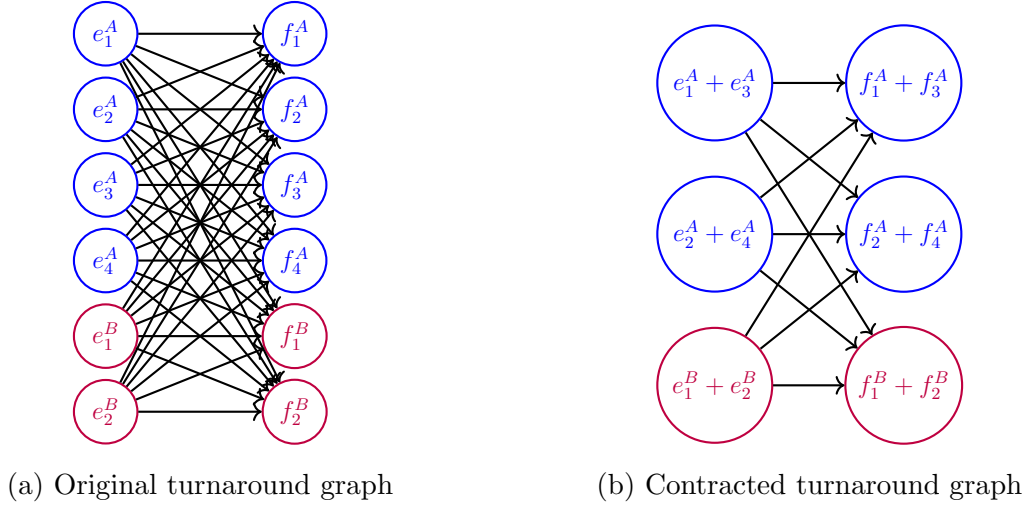 e_1^A f_1^A
e_2^A f_2^A
e_3^A f_3^A
e_4^A f_4^A
e_1^B f_1^B
e_2^B f_2^B
(a) Original turnaround graph
e_1^A + e_3^A f_1^A + f_3^A
e_2^A + e_4^A f_2^A + f_4^A
e_1^B + e_2^B f_1^B + f_2^B
(b) Contracted turnaround graph